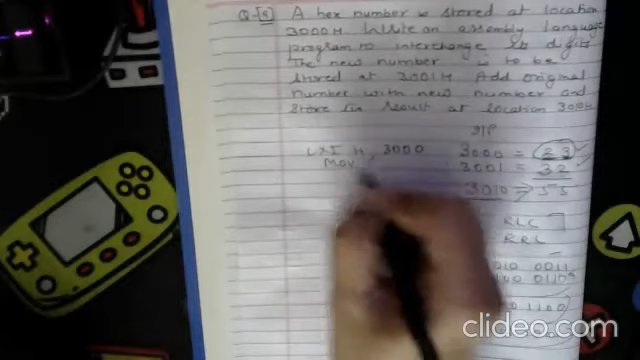 Q-[5] A hex number is stored at location
3000H Write an assembly language
program to interchange its digits
The new number is to be
stored at 3001H Add original
number with new number and
store the result at location 3010H
I/P
LXI H, 3000 3000 = 23
MOV 3001 = 32
3010 = 55
RLC
RRC
0011
clideo.com